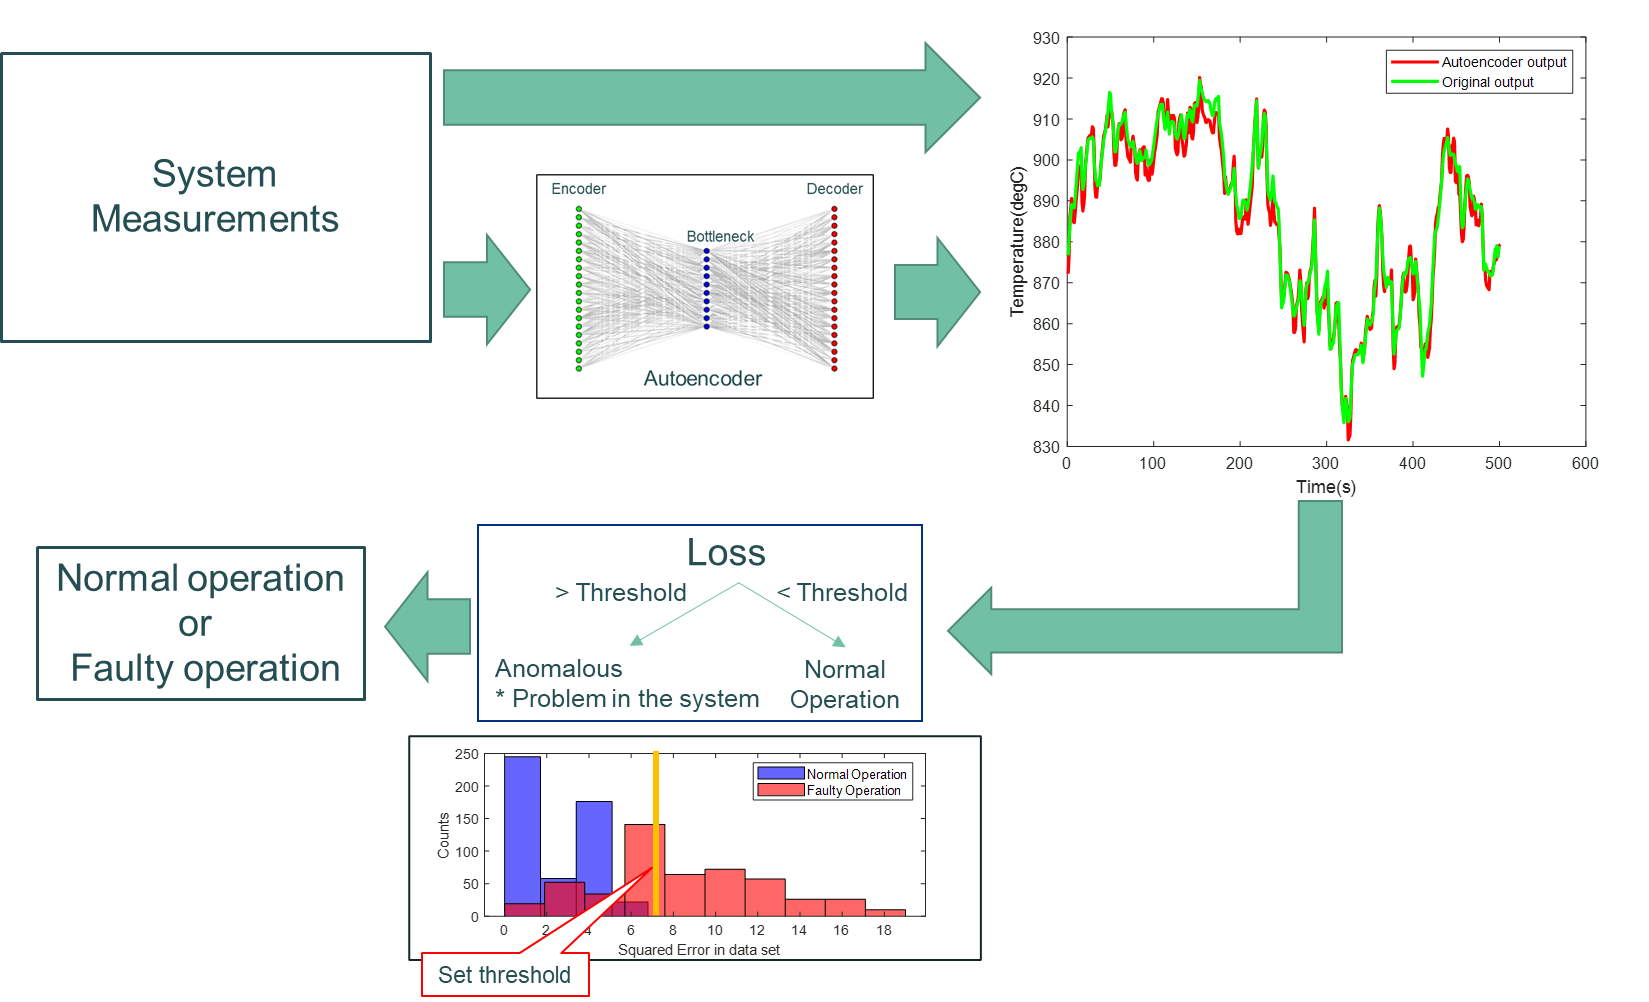 System
Measurements
Encoder
Decoder
Bottleneck
Autoencoder
930
920
910
900
890
880
870
860
850
840
830
Temperature(degC)
Autoencoder output
Original output
0
100
200
300
400
500
600
Time(s)
Normal operation
or
Faulty operation
Loss
> Threshold
< Threshold
Anomalous
* Problem in the system
Normal
Operation
250
200
150
100
50
0
Counts
Normal Operation
Faulty Operation
0
2
4
6
8
10
12
14
16
18
Squared Error in data set
Set threshold